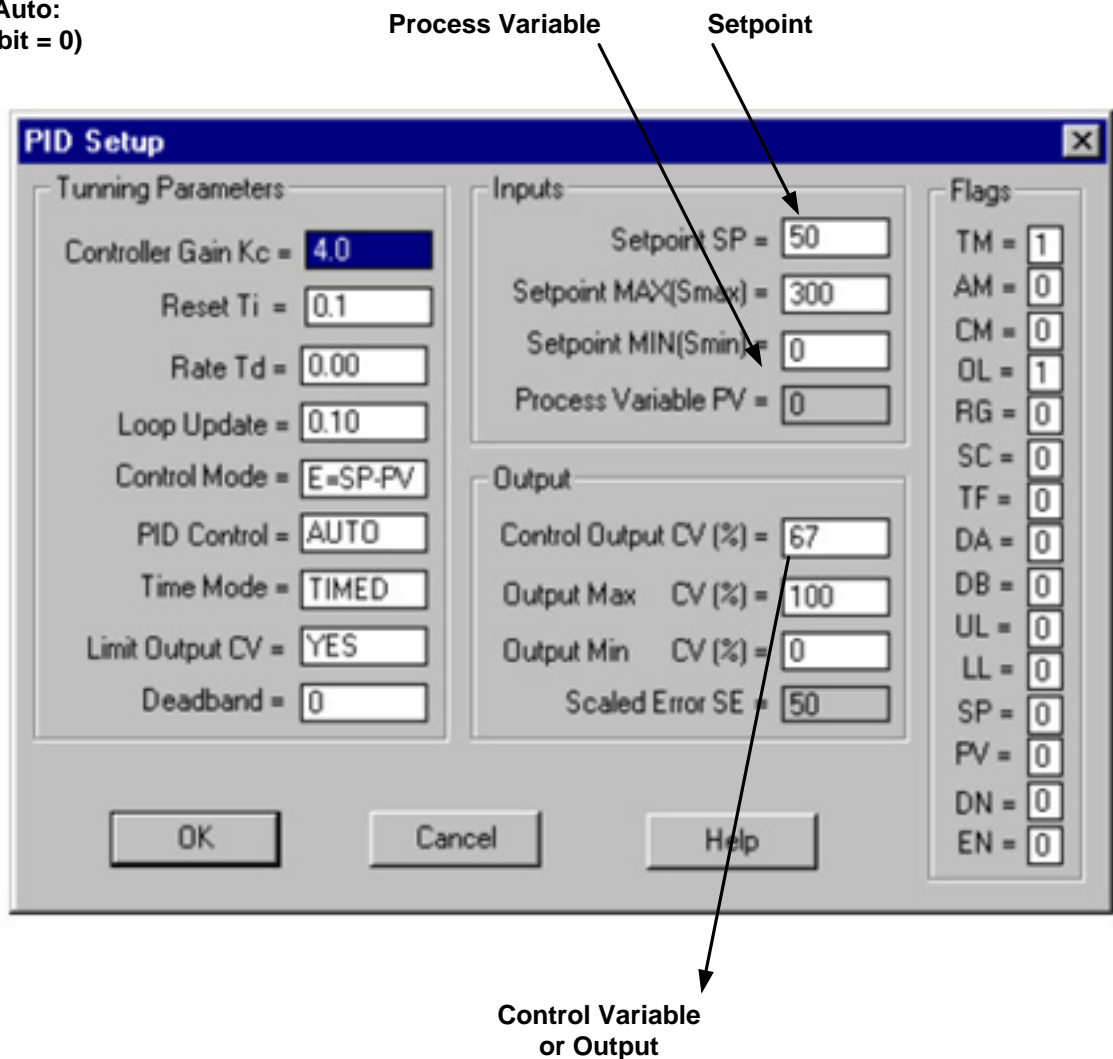 Auto:
bit = 0)
Process Variable
Setpoint
PID Setup
Tunning Parameters
Controller Gain Kc = 4.0
Reset Ti = 0.1
Rate Td = 0.00
Loop Update = 0.10
Control Mode = E=SP-PV
PID Control = AUTO
Time Mode = TIMED
Limit Output CV = YES
Deadband = 0
Inputs
Setpoint SP = 50
Setpoint MAX(Smax) = 300
Setpoint MIN(Smin) = 0
Process Variable PV = 0
Output
Control Output CV (%) = 67
Output Max CV (%) = 100
Output Min CV (%) = 0
Scaled Error SE = 50
Flags
TM = 1
AM = 0
CM = 0
OL = 1
RG = 0
SC = 0
TF = 0
DA = 0
DB = 0
UL = 0
LL = 0
SP = 0
PV = 0
DN = 0
EN = 0
OK
Cancel
Help
Control Variable
or Output